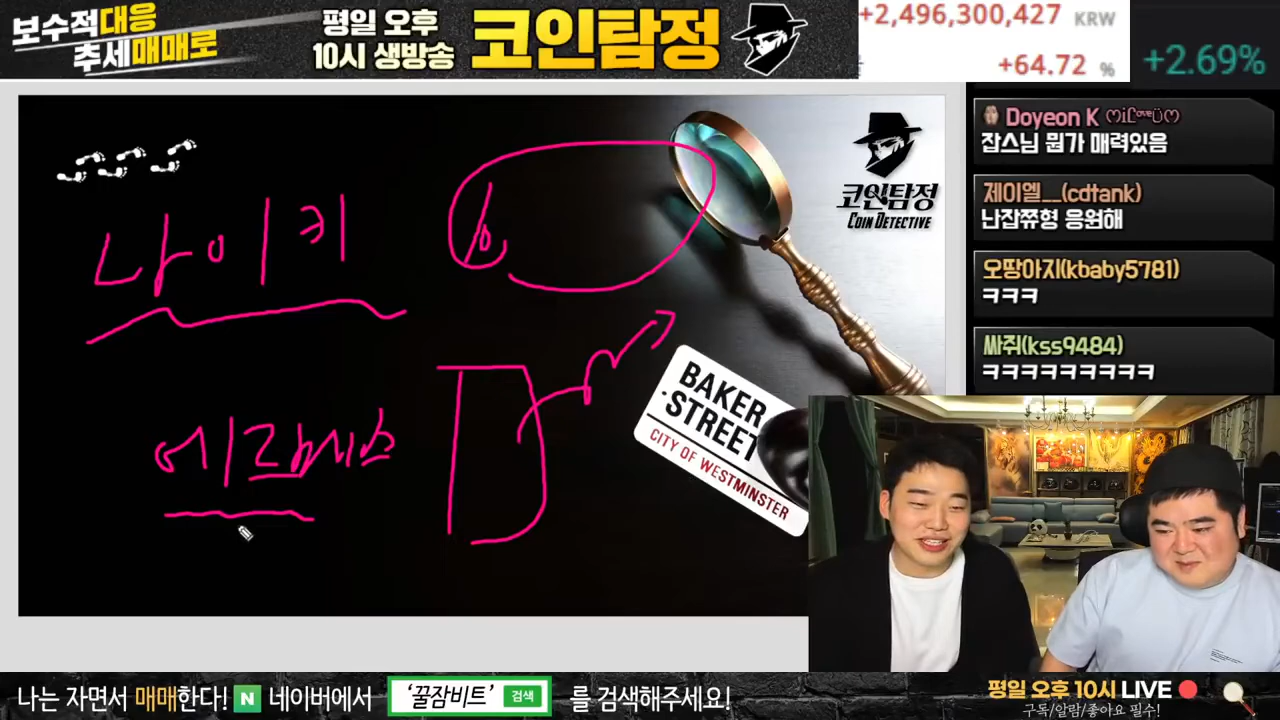 보수적대응
추세매매로
평일 오후
10시 생방송
코인탐정
+2,496,300,427 KRW
+64.72 %
+2.69%
코인탐정
COIN DETECTIVE
나이키
BAKER
STREET
CITY OF WESTMINSTER
에르메스
Doyeon K
잡스님 뭔가 매력있음
제이엘__(cdtank)
난잡쮸형 응원해
오땅아지(kbaby5781)
ㅋㅋㅋ
싸쥐(kss9484)
ㅋㅋㅋㅋㅋㅋㅋㅋㅋ
나는 자면서 매매한다! N 네이버에서 '꿀잠비트' 검색 를 검색해주세요!
평일 오후 10시 LIVE
구독/알람/좋아요 필수!